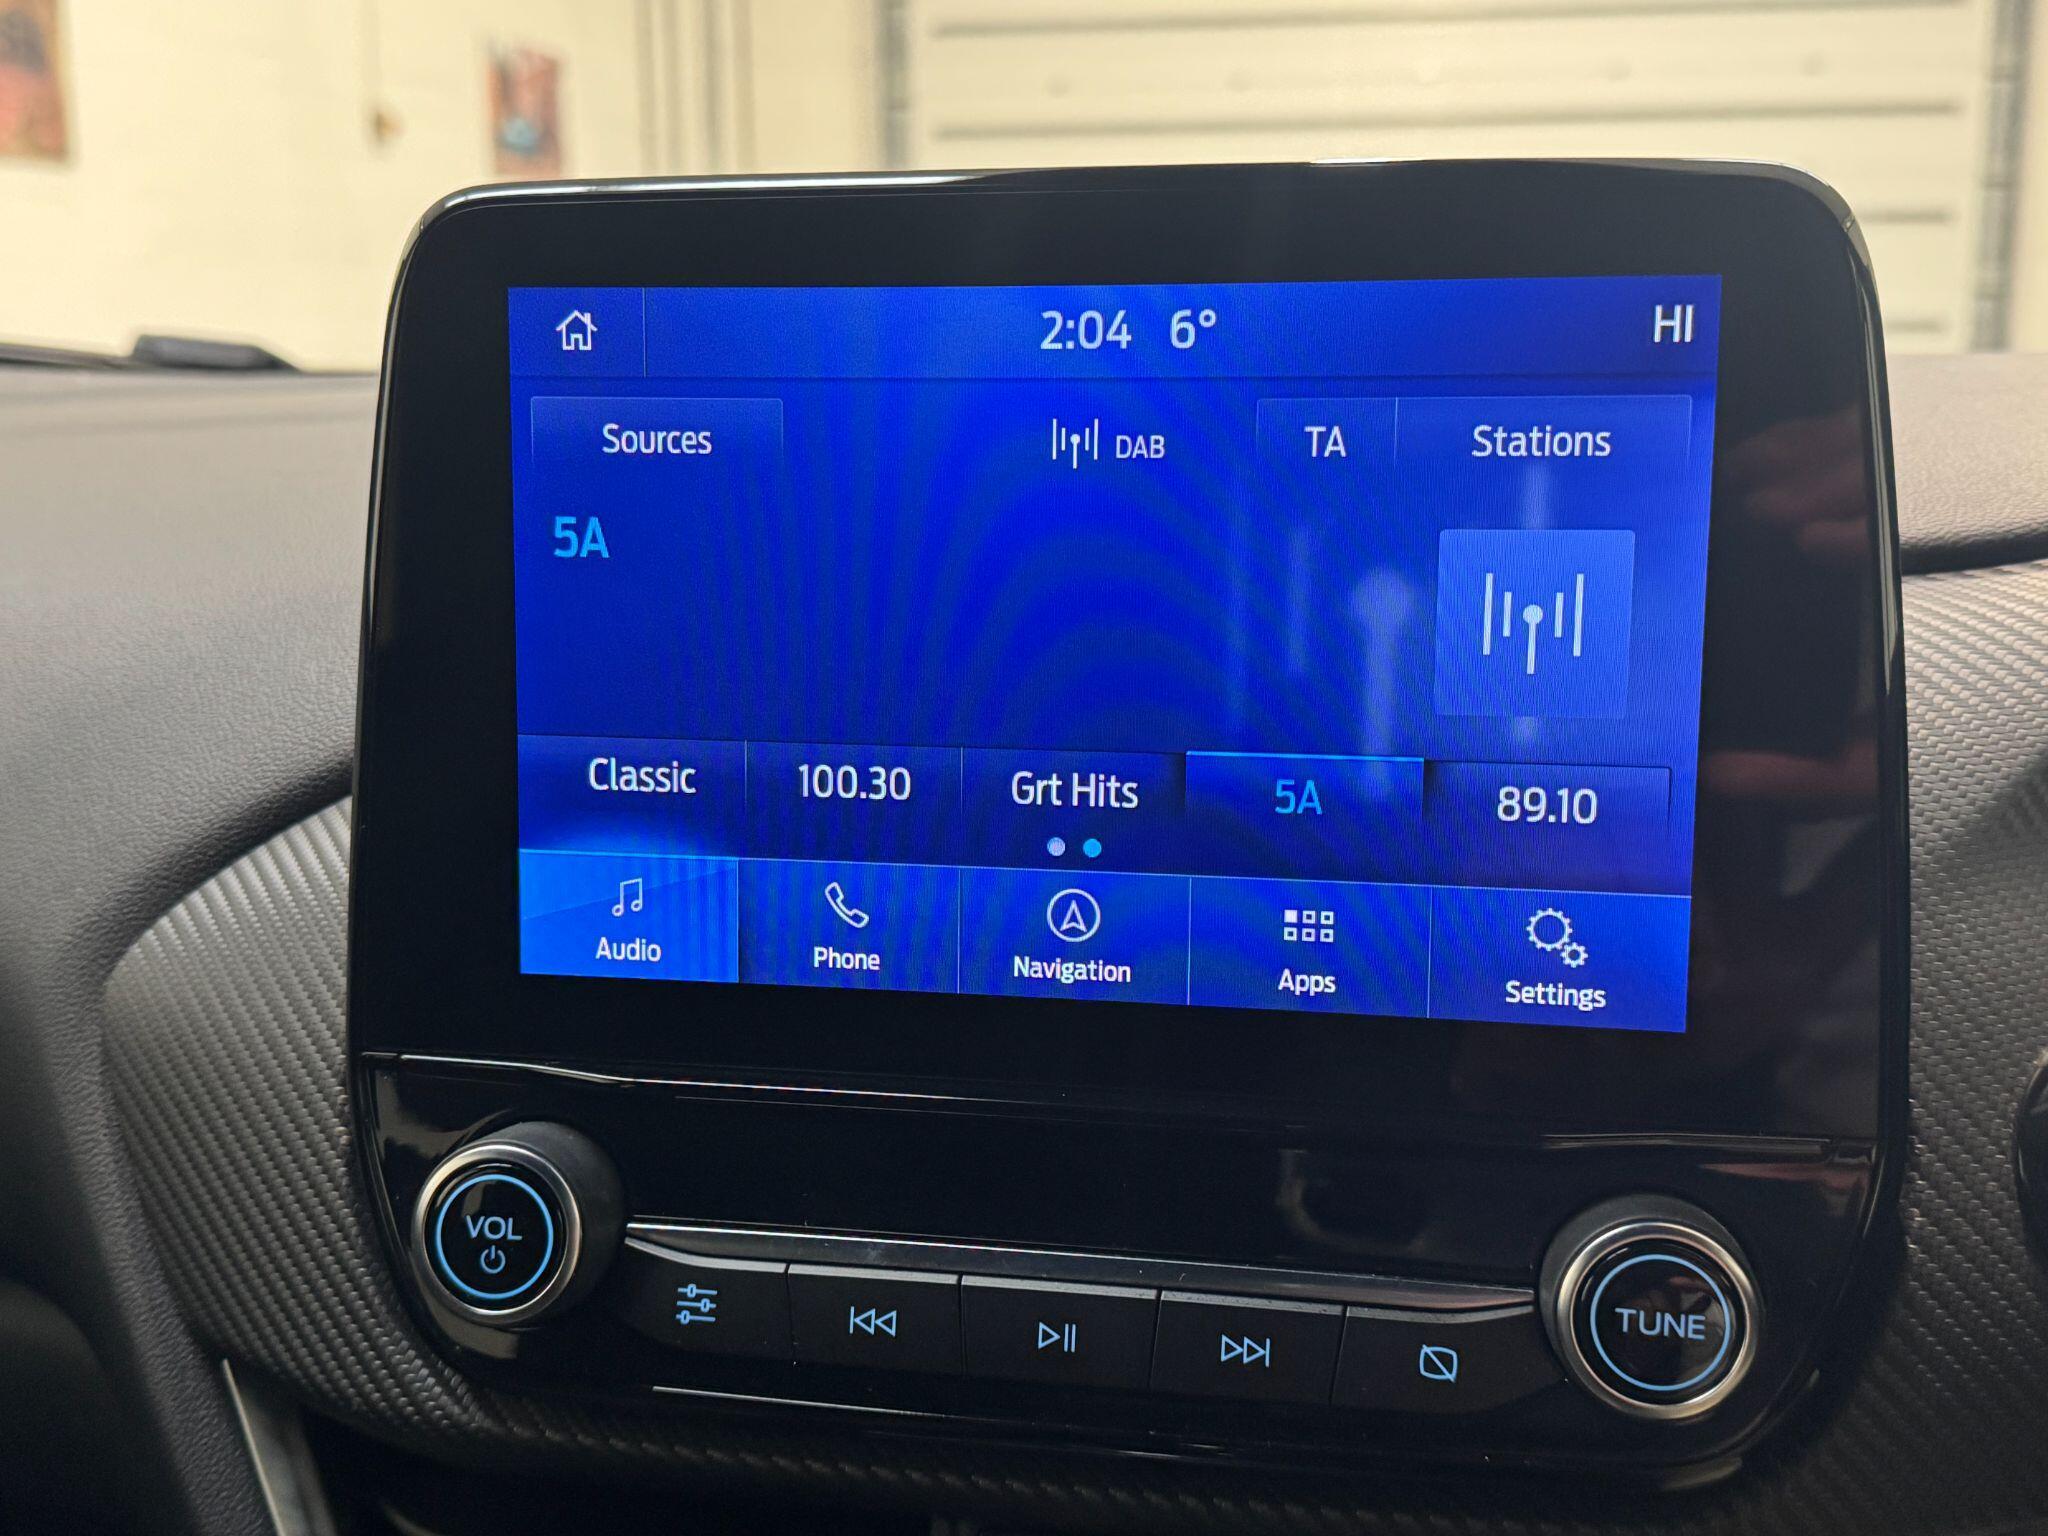 2:04 6° HI
Sources DAB TA Stations
5A
Classic 100.30 Grt Hits 5A 89.10
Audio Phone Navigation Apps Settings
VOL
TUNE